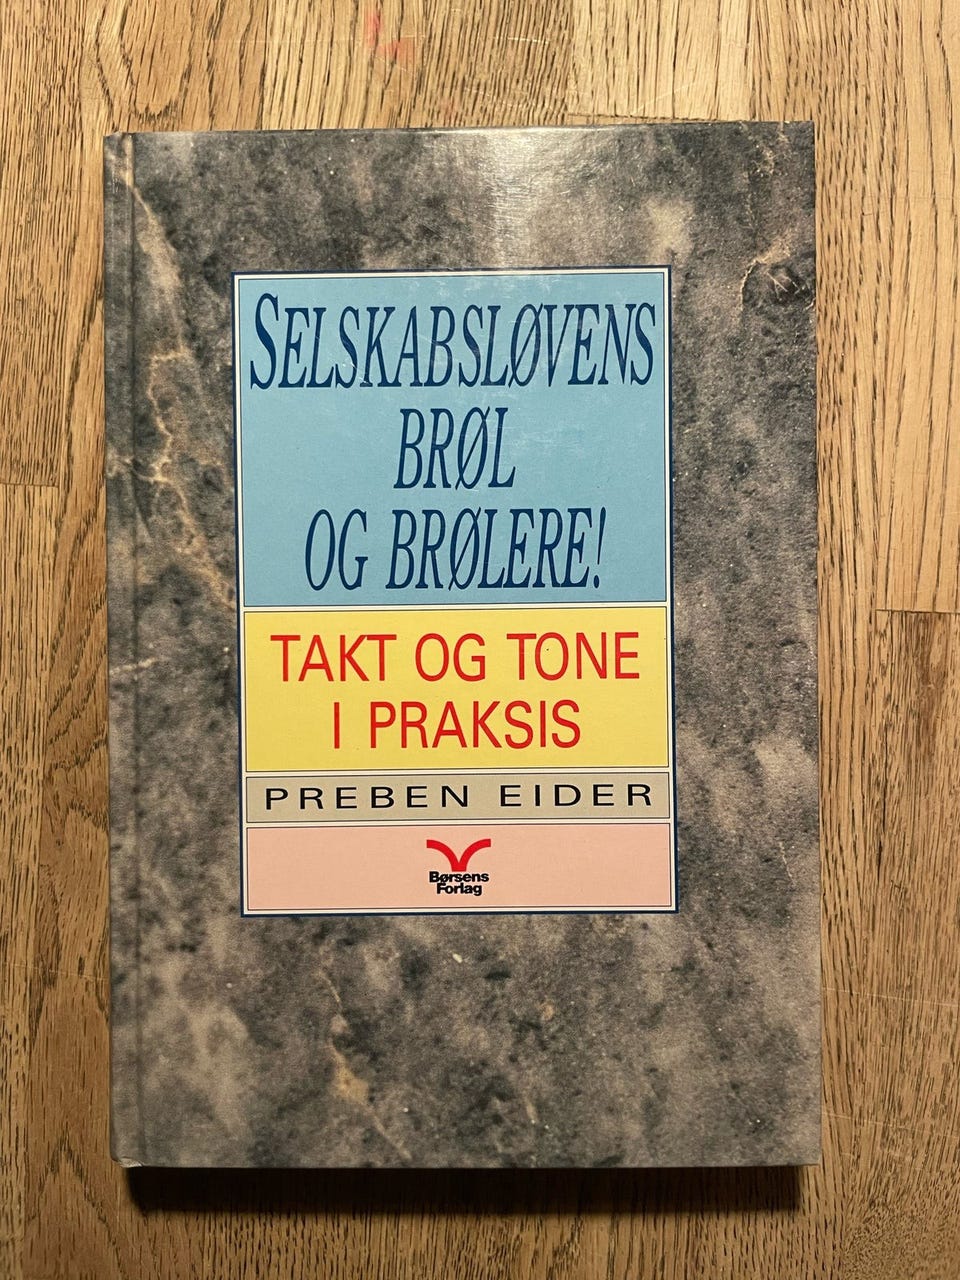 SELSKABSLØVENS
BRØL
OG BRØLERE!
TAKT OG TONE
I PRAKSIS
PREBEN EIDER
Børsens
Forlag